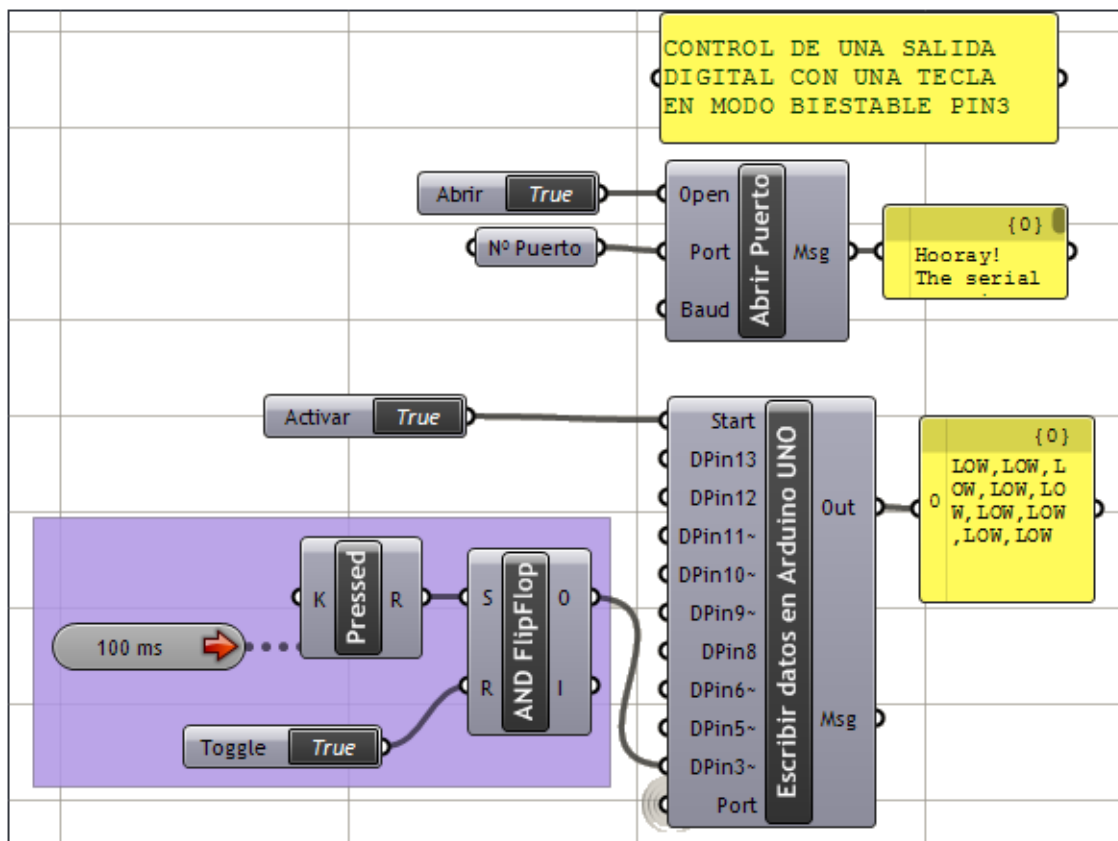 CONTROL DE UNA SALIDA
DIGITAL CON UNA TECLA
EN MODO BIESTABLE PIN3
Abrir True
Nº Puerto
Open
Port
Baud
Abrir Puerto
Msg
{0}
Hooray!
The serial
Activar True
Start
DPin13
DPin12
DPin11~
DPin10~
DPin9~
DPin8
DPin6~
DPin5~
DPin3~
Port
Escribir datos en Arduino UNO
Out
Msg
{0}
0
LOW,LOW,L
OW,LOW,LO
W,LOW,LOW
,LOW,LOW
100 ms
K
Pressed
R
Toggle True
S
R
AND FlipFlop
O
I